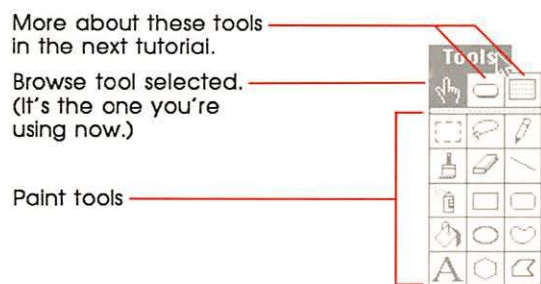 More about these tools
in the next tutorial.
Tools
Browse tool selected.
(It's the one you're
using now.)
Paint tools
A